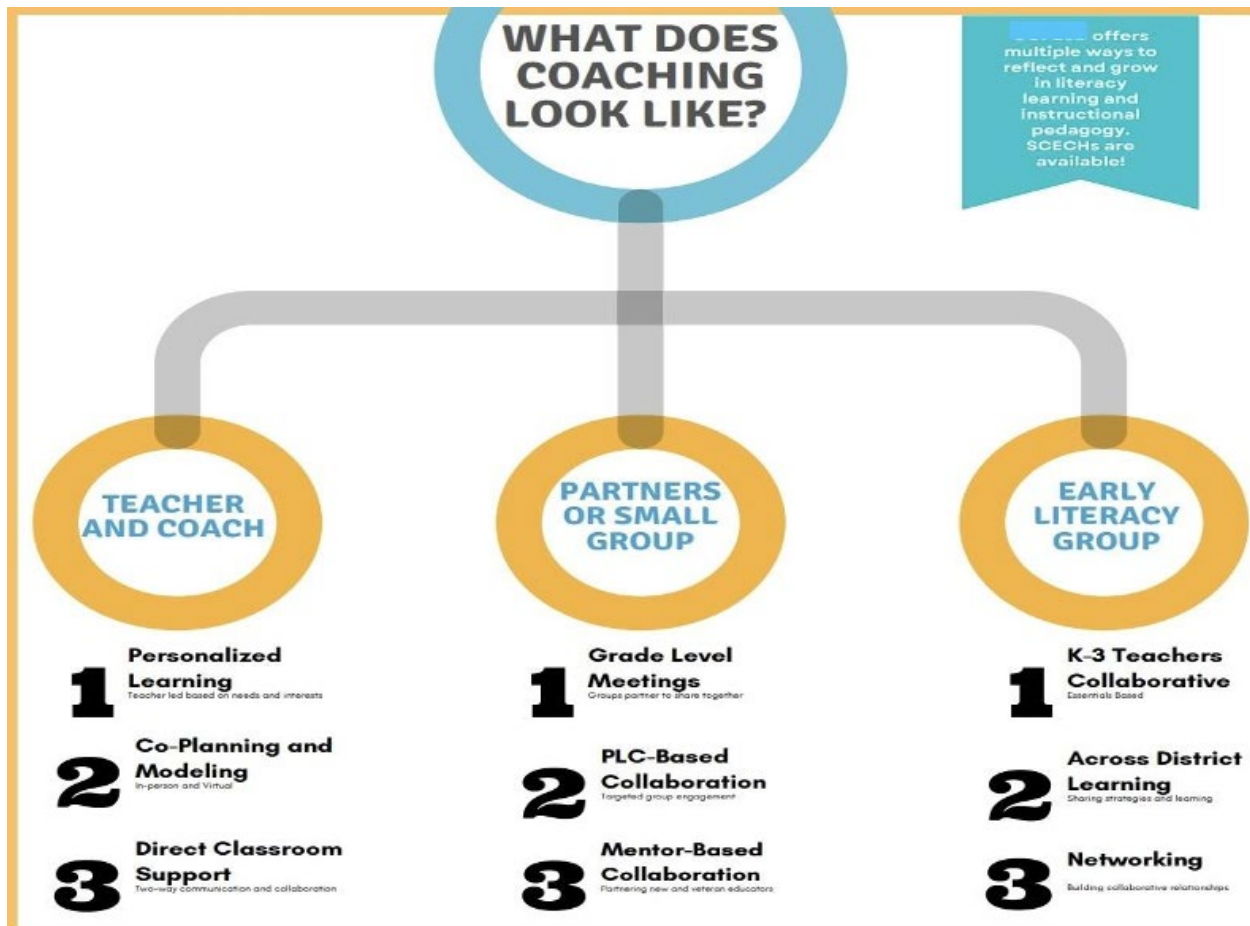 WHAT DOES
COACHING
LOOK LIKE?
offers
multiple ways to
reflect and grow
in literacy
learning and
instructional
pedagogy.
SCECHs are
available!
TEACHER
AND COACH
1
Personalized
Learning
Teacher led based on needs and interests
2
Co-Planning and
Modeling
In-person and Virtual
3
Direct Classroom
Support
Two-way communication and collaboration
PARTNERS
OR SMALL
GROUP
1
Grade Level
Meetings
Groups partner to share together
2
PLC-Based
Collaboration
Targeted group engagement
3
Mentor-Based
Collaboration
Partnering new and veteran educators
EARLY
LITERACY
GROUP
1
K-3 Teachers
Collaborative
Essentials Based
2
Across District
Learning
Sharing strategies and learning
3
Networking
Building collaborative relationships